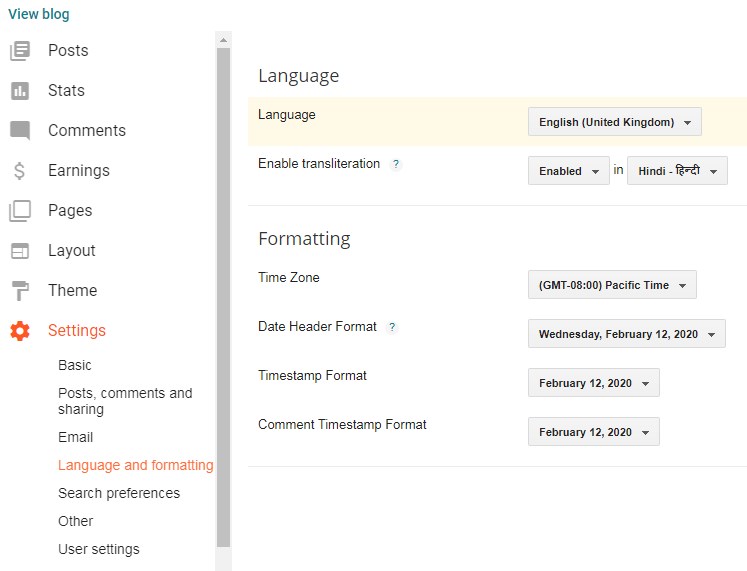 View blog
Posts
Stats
Comments
Earnings
Pages
Layout
Theme
Settings
Basic
Posts, comments and
sharing
Email
Language and formatting
Search preferences
Other
User settings
Language
Language English (United Kingdom)
Enable transliteration ? Enabled in Hindi - हिन्दी
Formatting
Time Zone (GMT-08:00) Pacific Time
Date Header Format ? Wednesday, February 12, 2020
Timestamp Format February 12, 2020
Comment Timestamp Format February 12, 2020